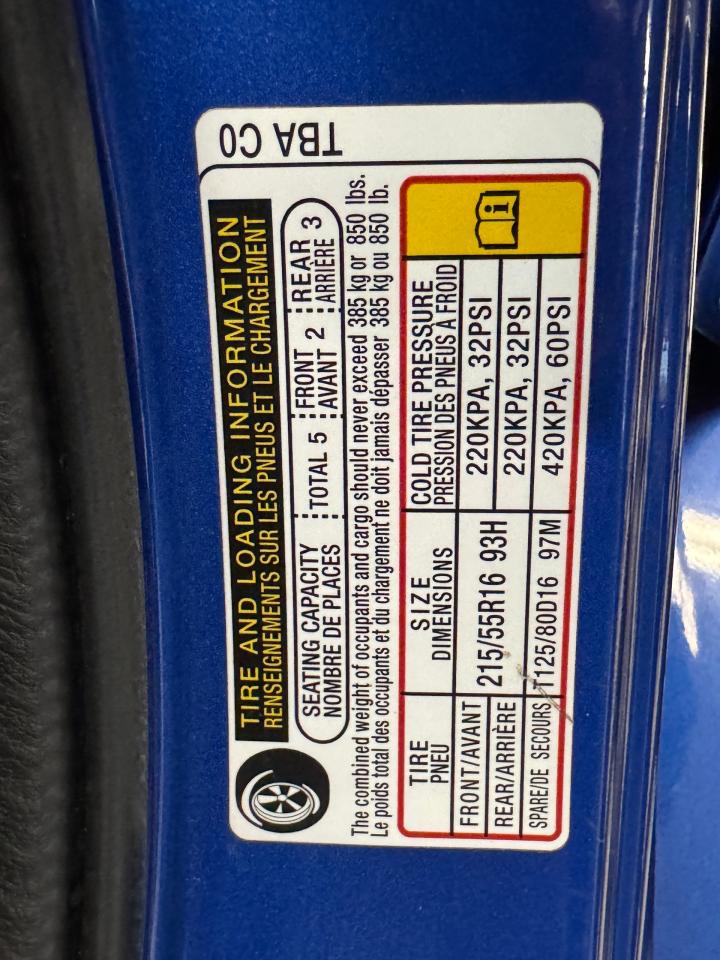 TIRE AND LOADING INFORMATION
RENSEIGNEMENTS SUR LES PNEUS ET LE CHARGEMENT
SEATING CAPACITY
NOMBRE DE PLACES
TOTAL 5
FRONT
AVANT 2
REAR
ARRIÈRE 3
The combined weight of occupants and cargo should never exceed 385 kg or 850 lbs.
Le poids total des occupants et du chargement ne doit jamais dépasser 385 kg ou 850 lb.
TIRE
PNEU
SIZE
DIMENSIONS
COLD TIRE PRESSURE
PRESSION DES PNEUS À FROID
FRONT/AVANT 215/55R16 93H 220KPA, 32PSI
REAR/ARRIÈRE 220KPA, 32PSI
SPARE/DE SECOURS T125/80D16 97M 420KPA, 60PSI
TBA C0